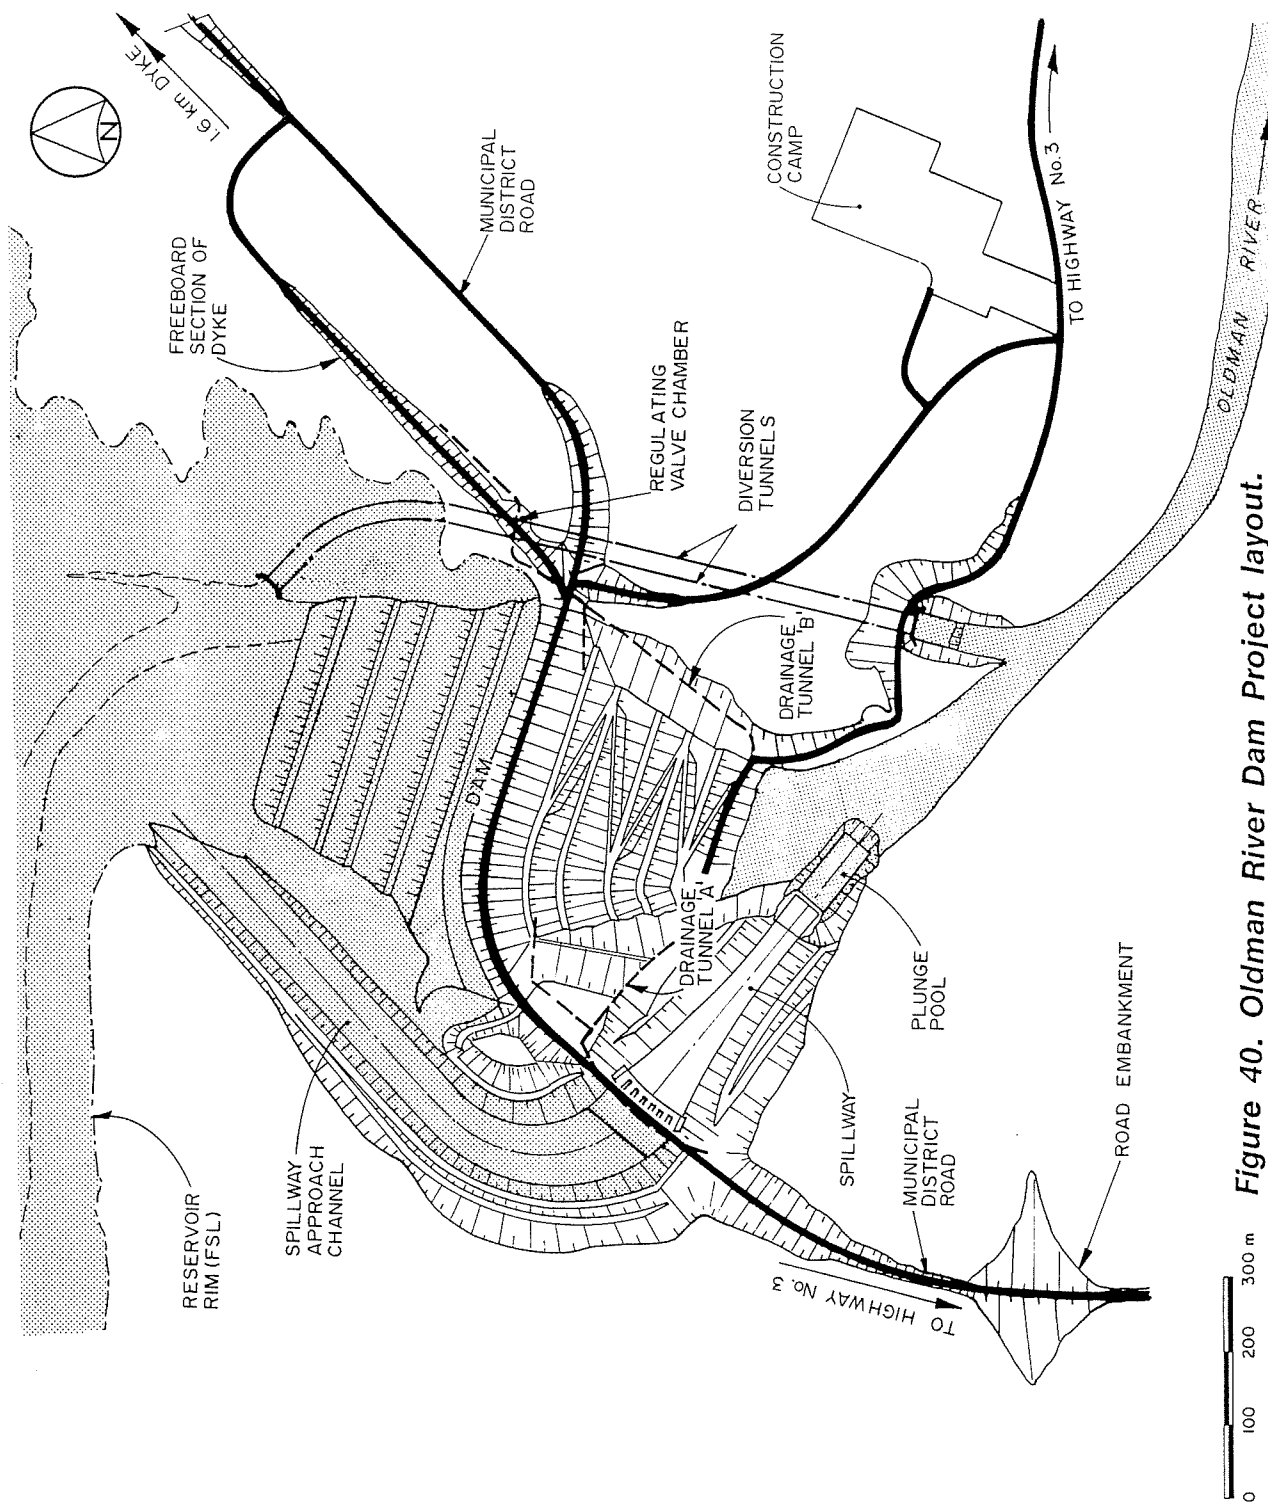 1.6 km DYKE
N
FREEBOARD
SECTION OF
DYKE
MUNICIPAL
DISTRICT
ROAD
CONSTRUCTION
CAMP
REGULATING
VALVE CHAMBER
DIVERSION
TUNNELS
TO HIGHWAY No.3
OLDMAN RIVER
DAM
DRAINAGE
TUNNEL 'B'
DRAINAGE
TUNNEL 'A'
RESERVOIR
RIM (FSL)
SPILLWAY
APPROACH
CHANNEL
PLUNGE
POOL
SPILLWAY
MUNICIPAL
DISTRICT
ROAD
ROAD EMBANKMENT
TO HIGHWAY No. 3
0 100 200 300 m
Figure 40. Oldman River Dam Project layout.